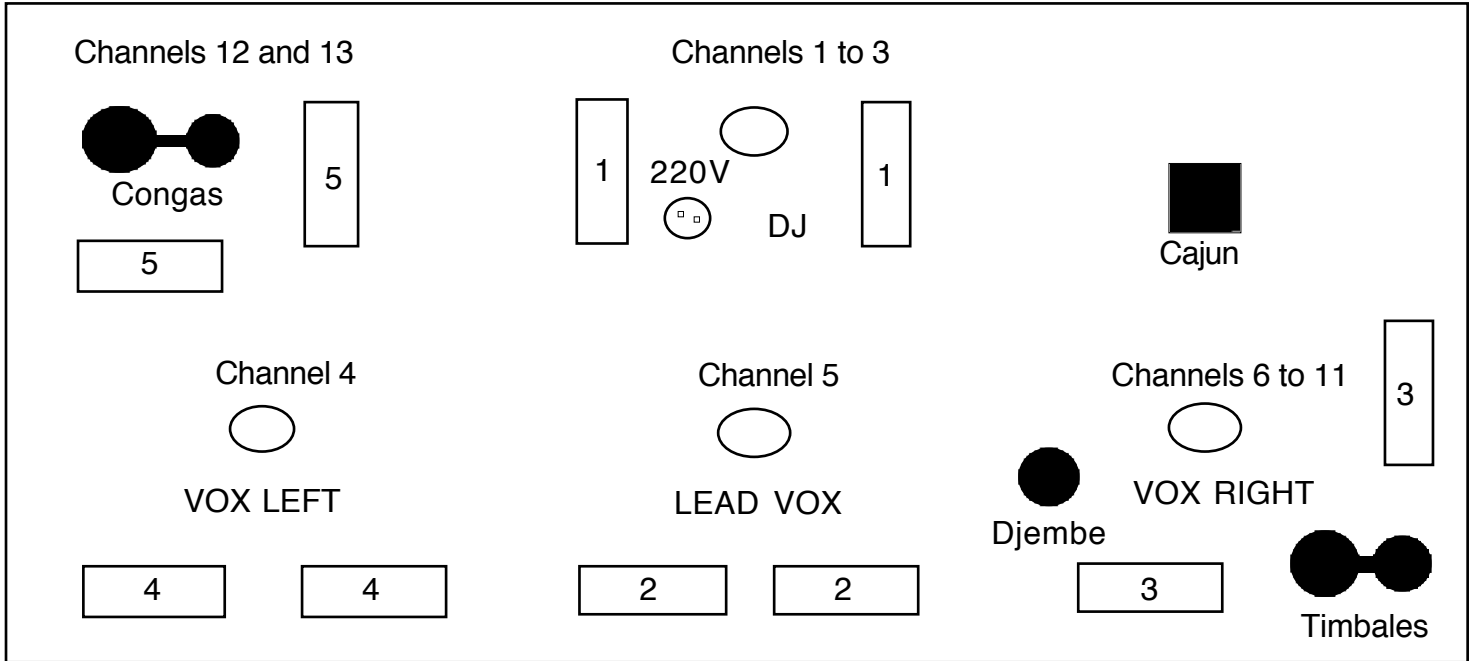 Channels 12 and 13
Channels 1 to 3
5
1
220V
1
Congas
DJ
5
Cajun
Channel 4
Channel 5
Channels 6 to 11
3
VOX LEFT
LEAD VOX
VOX RIGHT
Djembe
4
4
2
2
3
Timbales